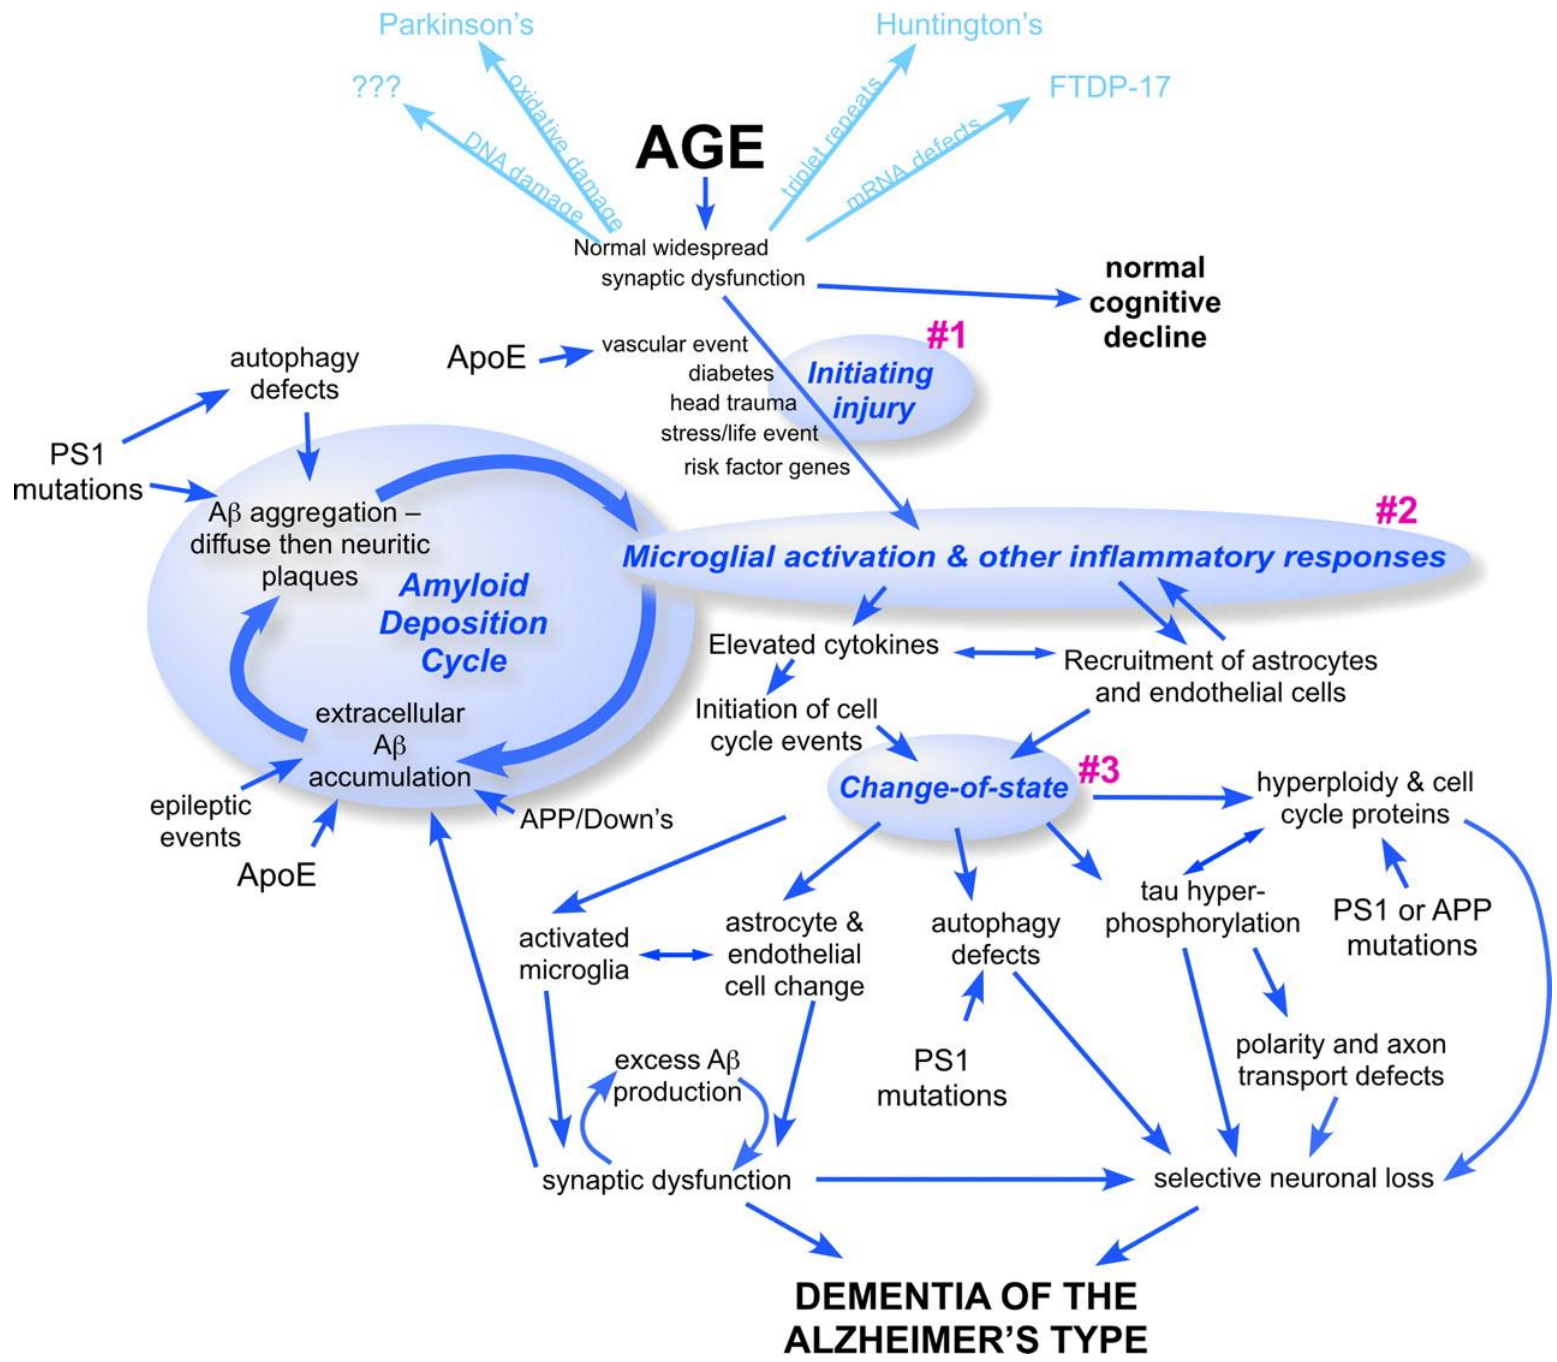 Parkinson's
Huntington's
???
FTDP-17
oxidative damage
DNA damage
triplet repeats
mRNA defects
AGE
Normal widespread
synaptic dysfunction
normal
cognitive
decline
#1
Initiating
injury
ApoE
vascular event
diabetes
head trauma
stress/life event
risk factor genes
autophagy
defects
PS1
mutations
Aβ aggregation –
diffuse then neuritic
plaques
Amyloid
Deposition
Cycle
extracellular
Aβ
accumulation
epileptic
events
ApoE
APP/Down's
#2
Microglial activation & other inflammatory responses
Elevated cytokines
Recruitment of astrocytes
and endothelial cells
Initiation of cell
cycle events
#3
Change-of-state
hyperploidy & cell
cycle proteins
activated
microglia
astrocyte &
endothelial
cell change
autophagy
defects
tau hyper-
phosphorylation
PS1 or APP
mutations
PS1
mutations
polarity and axon
transport defects
excess Aβ
production
synaptic dysfunction
selective neuronal loss
DEMENTIA OF THE
ALZHEIMER'S TYPE